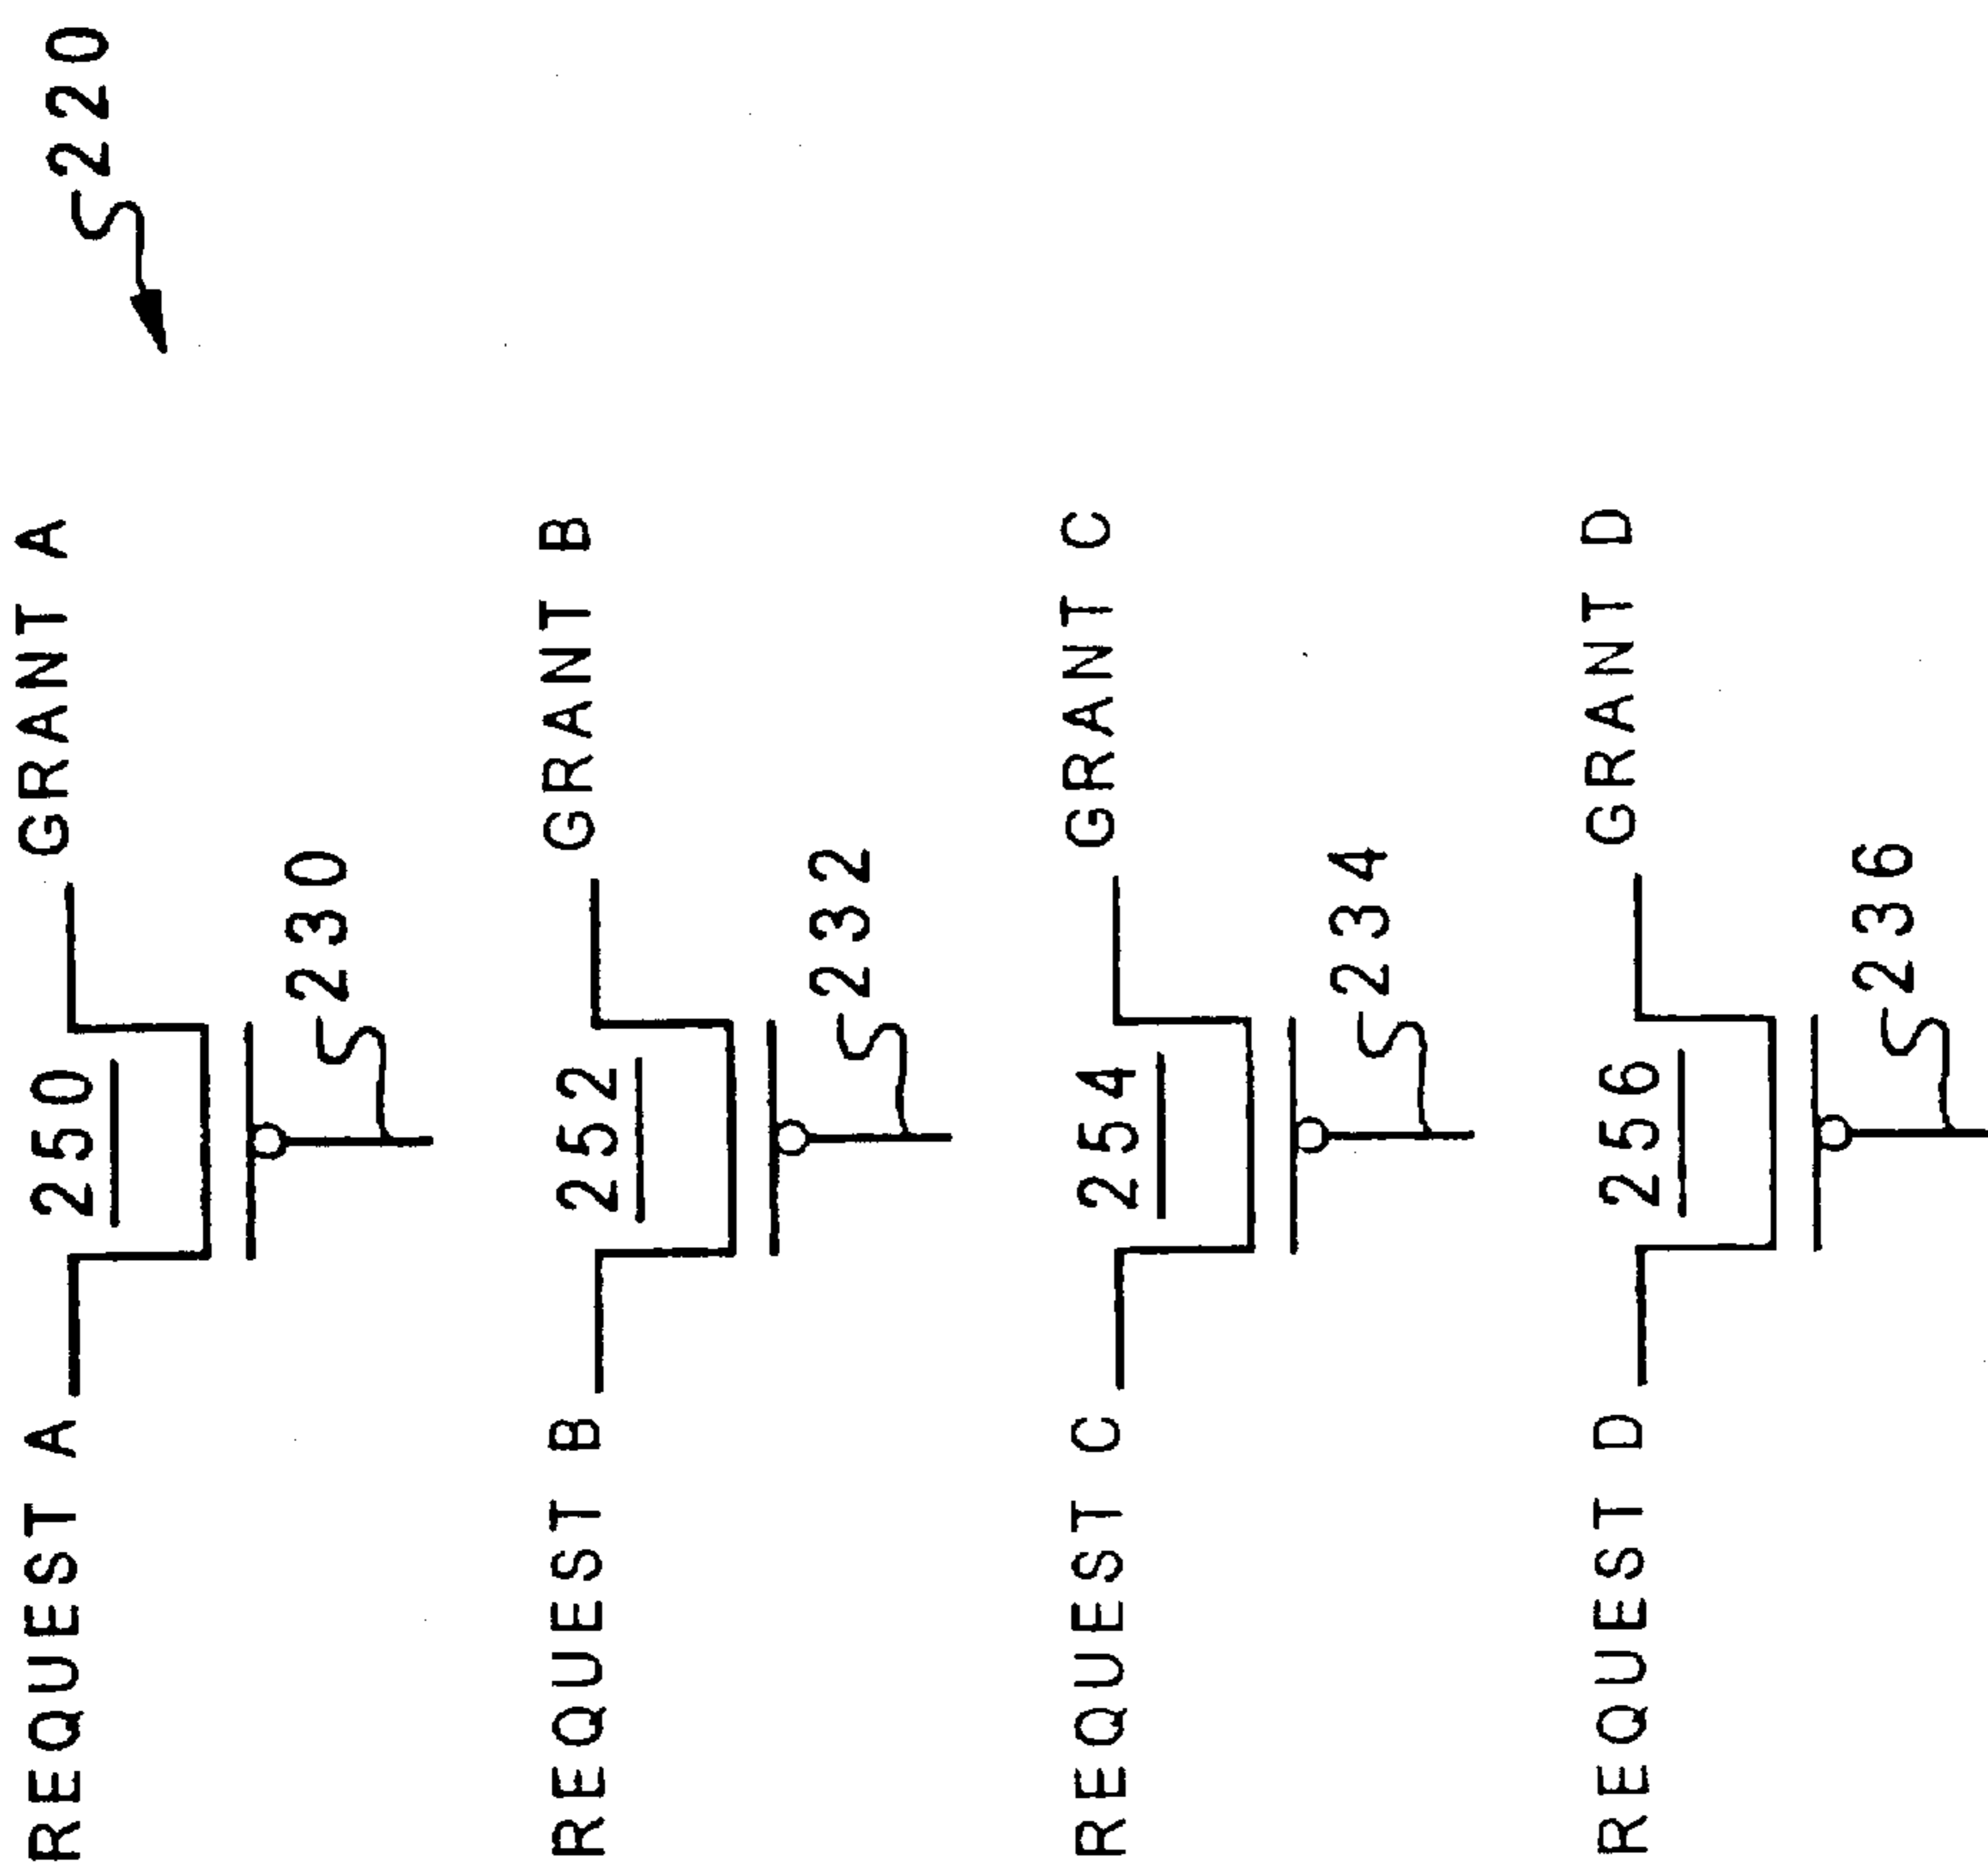 220
REQUEST A
250
GRANT A
230
REQUEST B
252
GRANT B
232
REQUEST C
254
GRANT C
234
REQUEST D
256
GRANT D
236